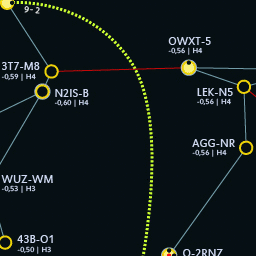 9-2
OWXT-5
-0,56 | H4
3T7-M8
-0,59 | H4
N2IS-B
-0,60 | H4
LEK-N5
-0,56 | H4
AGG-NR
-0,56 | H4
WUZ-WM
-0,53 | H3
43B-O1
-0,50 | H3
O-2RNZ